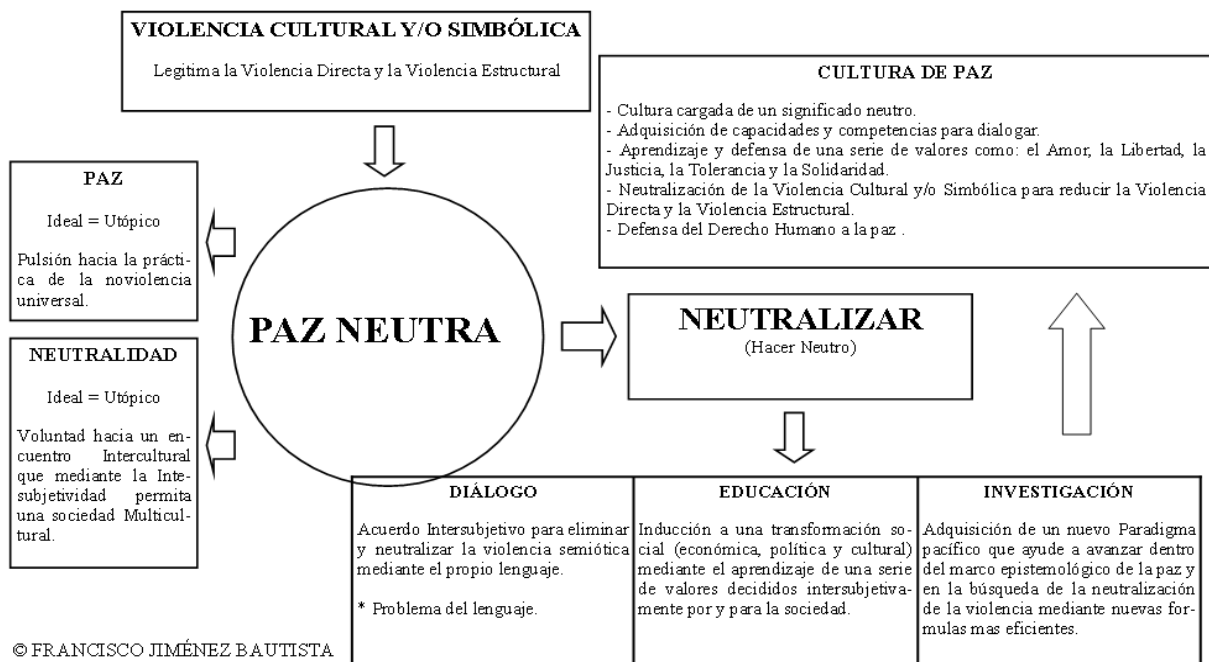 VIOLENCIA CULTURAL Y/O SIMBÓLICA
Legitima la Violencia Directa y la Violencia Estructural
CULTURA DE PAZ
- Cultura cargada de un significado neutro.
- Adquisición de capacidades y competencias para dialogar.
- Aprendizaje y defensa de una serie de valores como: el Amor, la Libertad, la
Justicia, la Tolerancia y la Solidaridad.
- Neutralización de la Violencia Cultural y/o Simbólica para reducir la Violencia
Directa y la Violencia Estructural.
- Defensa del Derecho Humano a la paz .
PAZ
Ideal = Utópico
Pulsión hacia la prácti-
ca de la noviolencia
universal.
PAZ NEUTRA
NEUTRALIZAR
(Hacer Neutro)
NEUTRALIDAD
Ideal = Utópico
Voluntad hacia un en-
cuentro Intercultural
que mediante la Inte-
subjetividad permita
una sociedad Multicul-
tural.
DIÁLOGO
Acuerdo Intersubjetivo para eliminar
y neutralizar la violencia semiótica
mediante el propio lenguaje.
* Problema del lenguaje.
EDUCACIÓN
Inducción a una transformación so-
cial (económica, política y cultural)
mediante el aprendizaje de una serie
de valores decididos intersubjetiva-
mente por y para la sociedad.
INVESTIGACIÓN
Adquisición de un nuevo Paradigma
pacífico que ayude a avanzar dentro
del marco epistemológico de la paz y
en la búsqueda de la neutralización
de la violencia mediante nuevas for-
mulas mas eficientes.
© FRANCISCO JIMÉNEZ BAUTISTA